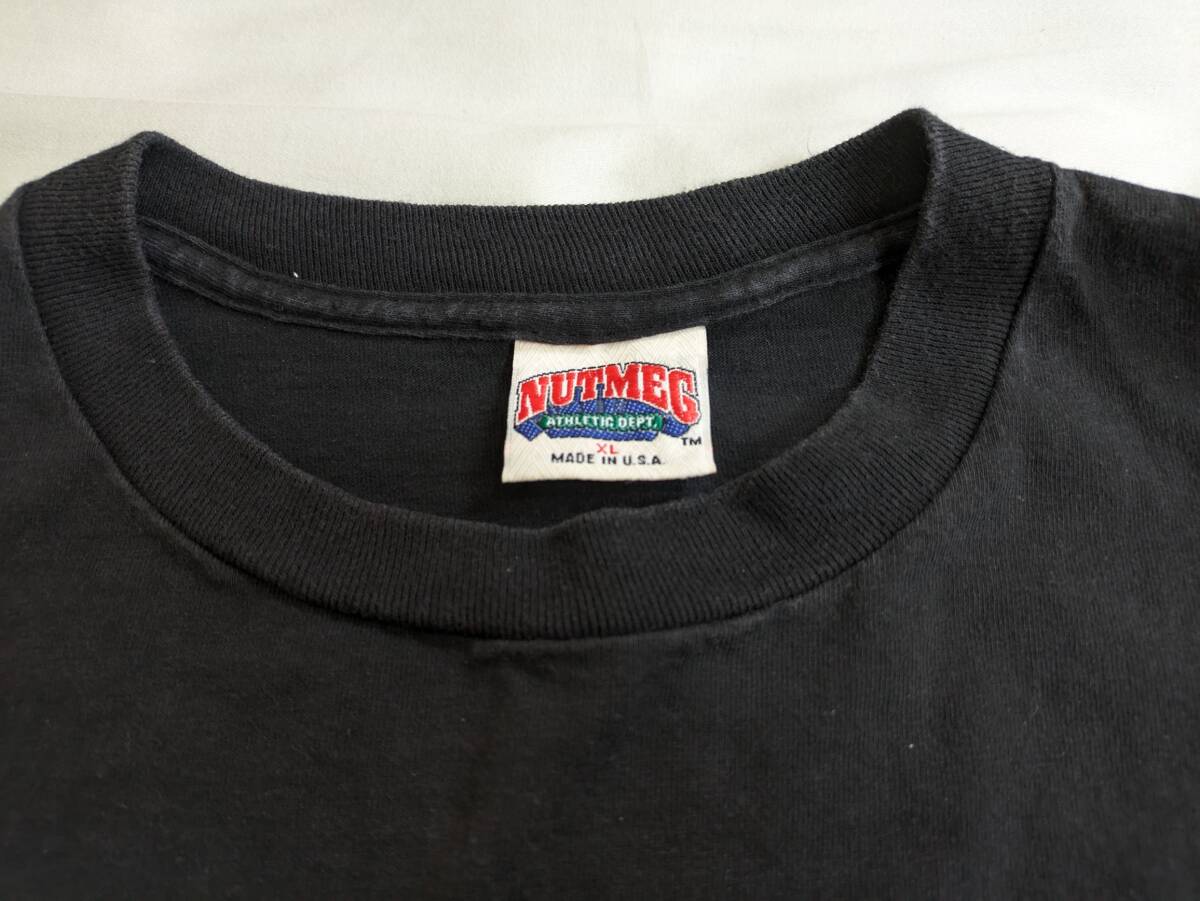 NUTMEG
ATHLETIC DEPT.
TM
XL
MADE IN U.S.A.